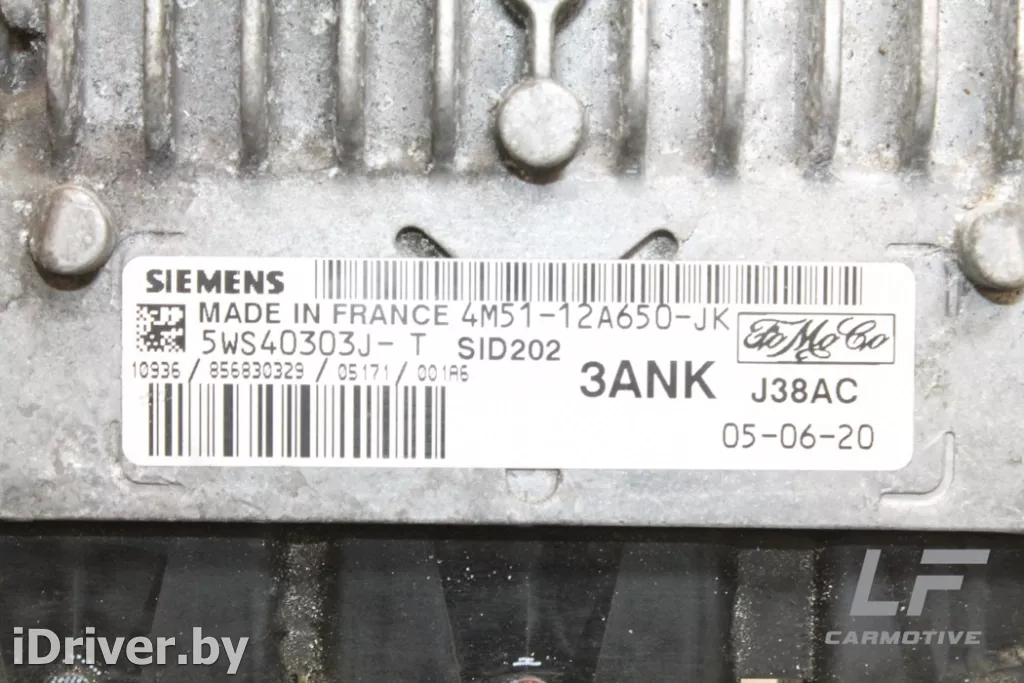 SIEMENS
MADE IN FRANCE 4M51-12A650-JK
5WS40303J- T SID202
FoMoCo
10936 / 856830329 / 05171 / 001A6
3ANK J38AC
05-06-20
LF
CARMOTIVE
iDriver.by